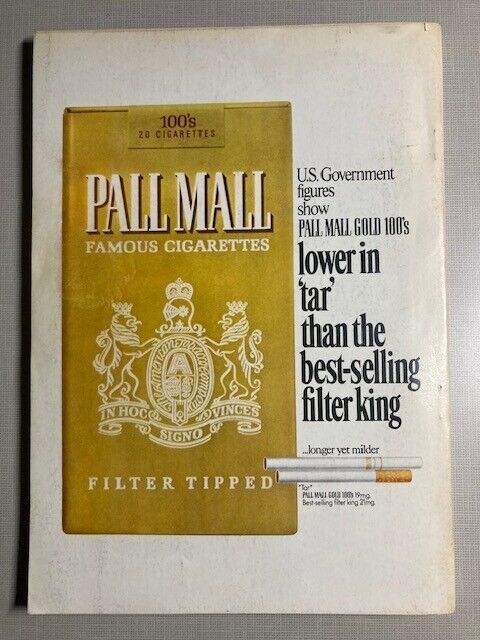 100's
20 CIGARETTES
PALL MALL
FAMOUS CIGARETTES
A
IN HOC
SIGNO
VINCES
FILTER TIPPED
U.S. Government
figures
show
PALL MALL GOLD 100's
lower in
'tar'
than the
best-selling
filter king
...longer yet milder
"Tar"
PALL MALL GOLD 100's 19mg.
Best-selling filter king 21mg.